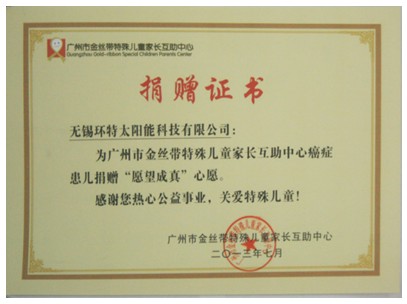 广州市金丝带特殊儿童家长互助中心
Guangzhou Gold-ribbon Special Children Parents Center
捐赠证书
无锡环特太阳能科技有限公司：
为广州市金丝带特殊儿童家长互助中心癌症
患儿捐赠“愿望成真”心愿。
感谢您热心公益事业，关爱特殊儿童！
广州市金丝带特殊儿童家长互助中心
二〇一三年七月